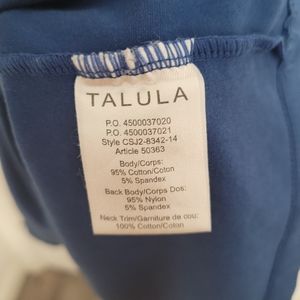 TALULA
P.O. 4500037020
P.O. 4500037021
Style CSJ2-8342-14
Article 50363
Body/Corps:
95% Cotton/Coton
5% Spandex
Back Body/Corps Dos:
95% Nylon
5% Spandex
Neck Trim/Garniture de cou:
100% Cotton/Coton